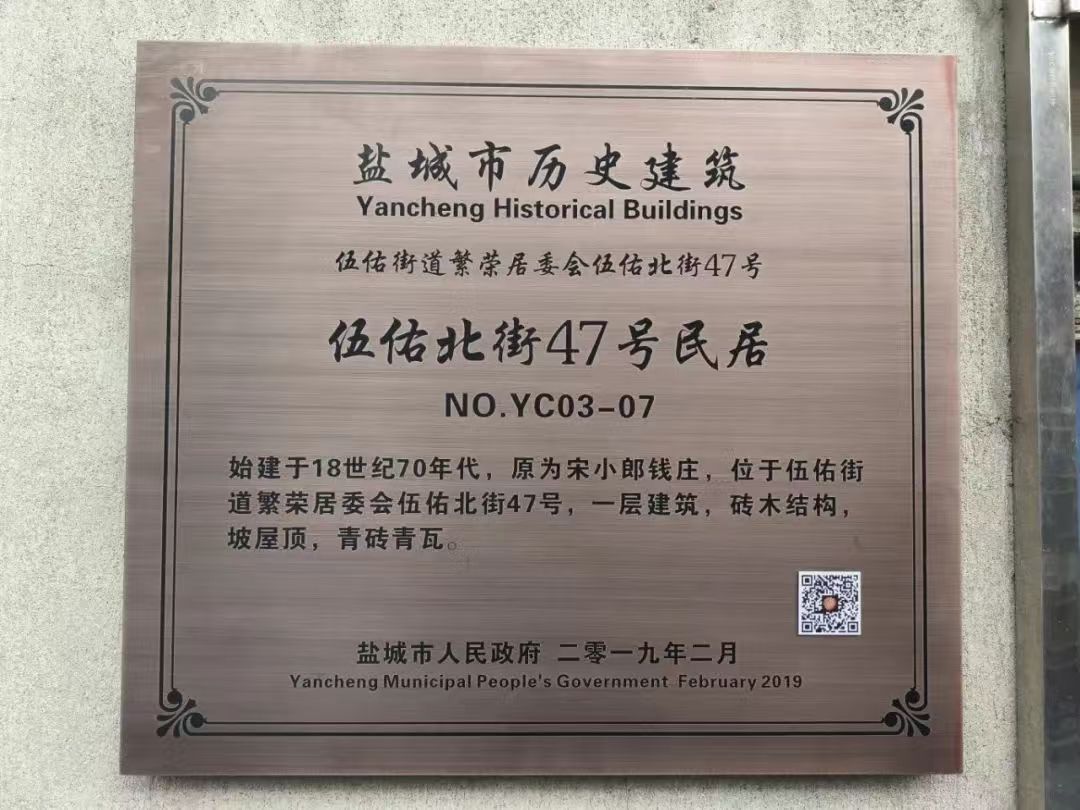 盐城市历史建筑
Yancheng Historical Buildings
伍佑街道繁荣居委会伍佑北街47号
伍佑北街47号民居
NO.YC03-07
始建于18世纪70年代，原为宋小郎钱庄，位于伍佑街
道繁荣居委会伍佑北街47号，一层建筑，砖木结构，
坡屋顶，青砖青瓦。
盐城市人民政府 二零一九年二月
Yancheng Municipal People's Government February 2019